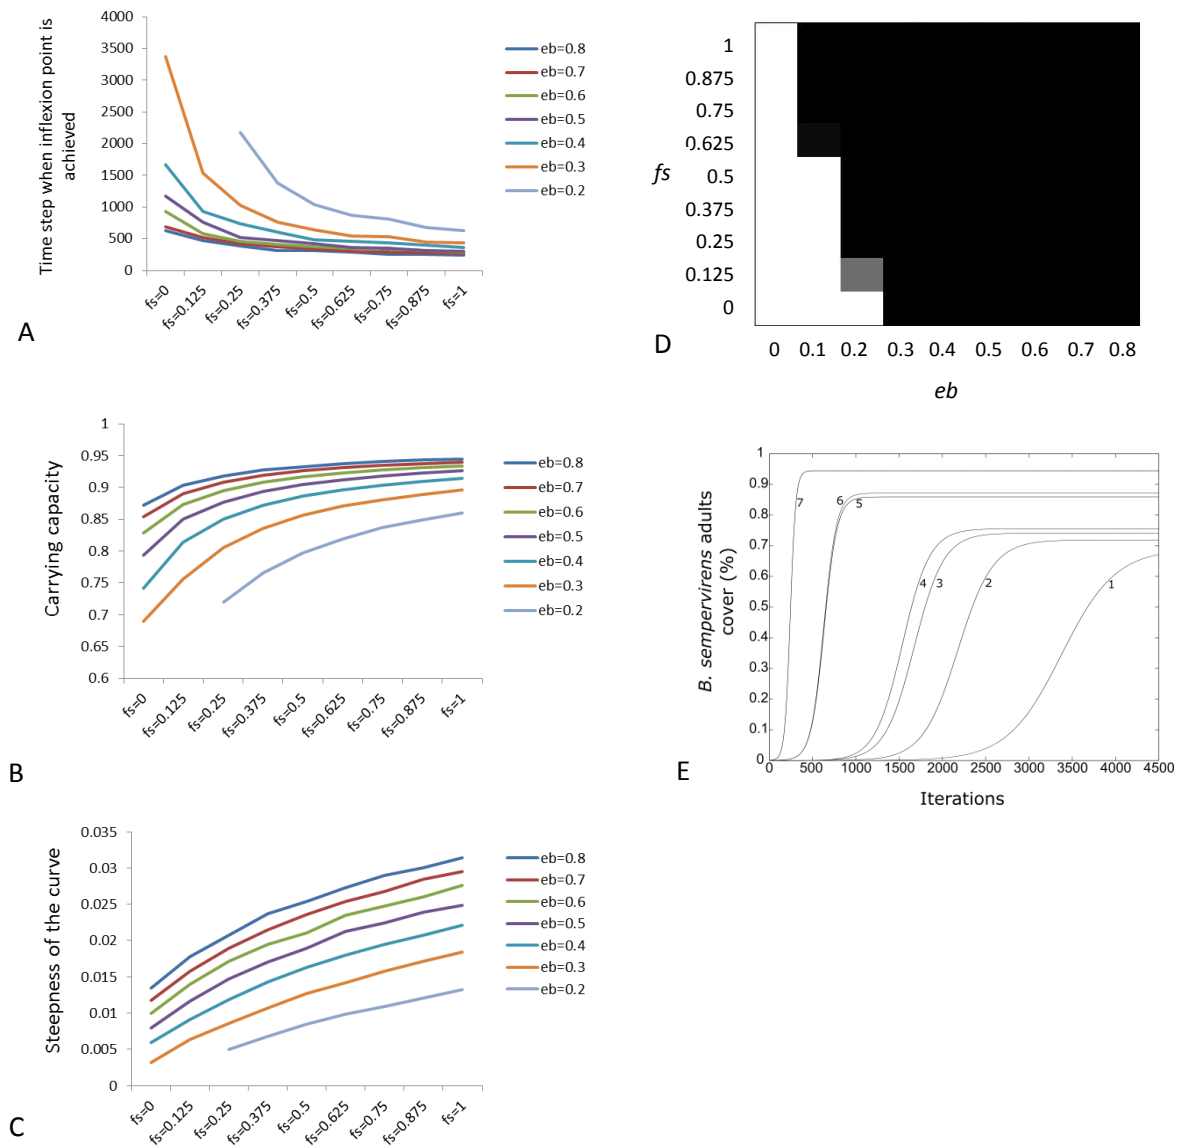 Time step when inflexion point is
achieved
4000
3500
3000
2500
2000
1500
1000
500
0
fs=0
fs=0.125
fs=0.25
fs=0.375
fs=0.5
fs=0.625
fs=0.75
fs=0.875
fs=1
eb=0.8
eb=0.7
eb=0.6
eb=0.5
eb=0.4
eb=0.3
eb=0.2
A
fs
1
0.875
0.75
0.625
0.5
0.375
0.25
0.125
0
0 0.1 0.2 0.3 0.4 0.5 0.6 0.7 0.8
eb
D
Carrying capacity
1
0.95
0.9
0.85
0.8
0.75
0.7
0.65
0.6
fs=0
fs=0.125
fs=0.25
fs=0.375
fs=0.5
fs=0.625
fs=0.75
fs=0.875
fs=1
eb=0.8
eb=0.7
eb=0.6
eb=0.5
eb=0.4
eb=0.3
eb=0.2
B
B. sempervirens adults
cover (%)
1
0.9
0.8
0.7
0.6
0.5
0.4
0.3
0.2
0.1
0
7
6
5
4
3
2
1
0 500 1000 1500 2000 2500 3000 3500 4000 4500
Iterations
E
Steepness of the curve
0.035
0.03
0.025
0.02
0.015
0.01
0.005
0
fs=0
fs=0.125
fs=0.25
fs=0.375
fs=0.5
fs=0.625
fs=0.75
fs=0.875
fs=1
eb=0.8
eb=0.7
eb=0.6
eb=0.5
eb=0.4
eb=0.3
eb=0.2
C